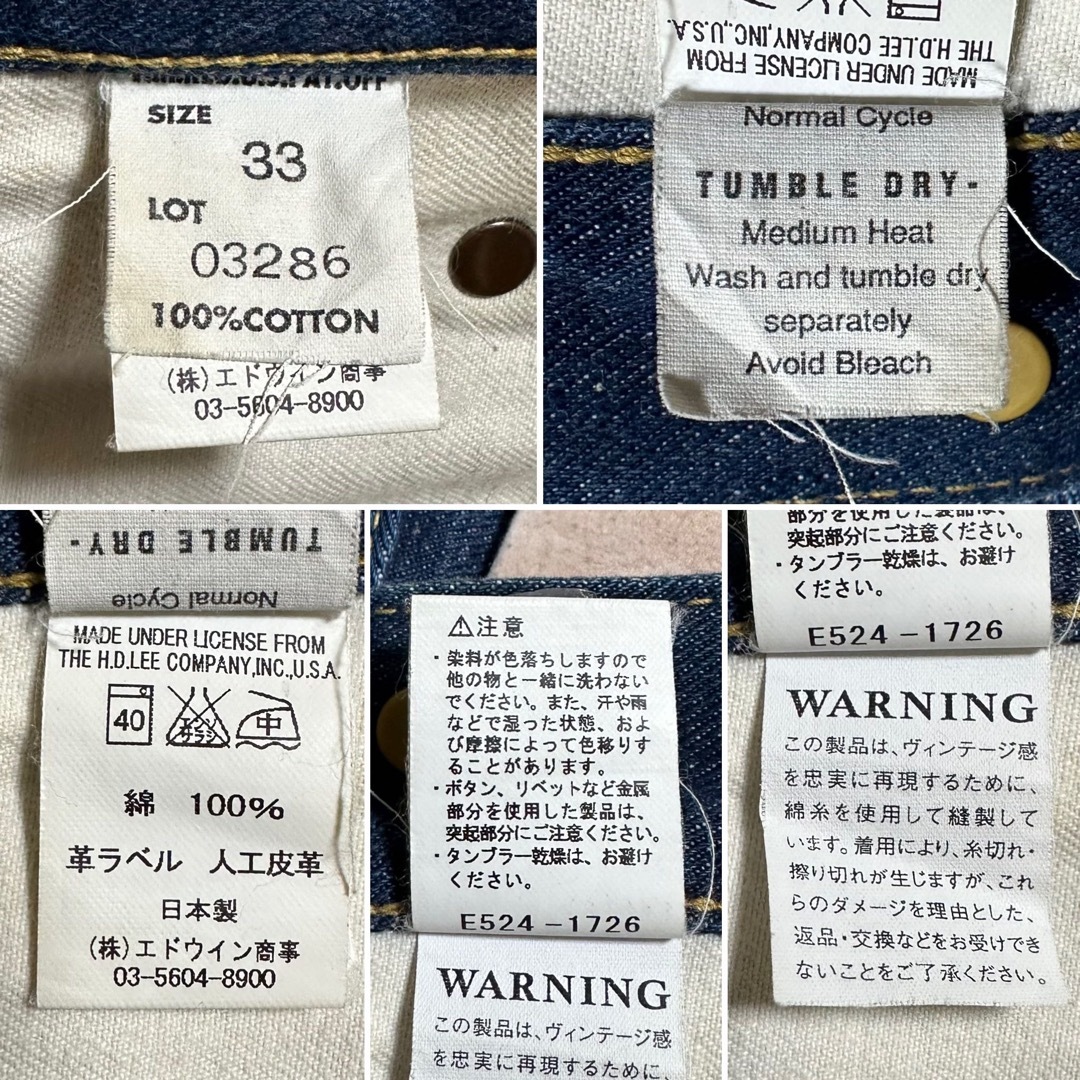 SIZE
33
LOT
03286
100%COTTON
(株)エドウイン商事
03-5604-8900
MADE UNDER LICENSE FROM
THE H.D.LEE COMPANY,INC.,U.S.A
Normal Cycle
TUMBLE DRY-
Medium Heat
Wash and tumble dry
separately
Avoid Bleach
TUMBLE DRY-
Normal Cycle
MADE UNDER LICENSE FROM
THE H.D.LEE COMPANY,INC.,U.S.A.
40 エンソ サラシ 中
綿 100%
革ラベル 人工皮革
日本製
(株)エドウイン商事
03-5604-8900
⚠注意
・染料が色落ちしますので
他の物と一緒に洗わない
でください。また、汗や雨
などで湿った状態、およ
び摩擦によって色移りす
ることがあります。
・ボタン、リベットなど金属
部分を使用した製品は、
突起部分にご注意ください。
・タンブラー乾燥は、お避け
ください。
E524-1726
WARNING
この製品は、ヴィンテージ感
を忠実に再現するために、
部分を使用した製品は、
突起部分にご注意ください。
・タンブラー乾燥は、お避け
ください。
E524-1726
WARNING
この製品は、ヴィンテージ感
を忠実に再現するために、
綿糸を使用して縫製して
います。着用により、糸切れ・
擦り切れが生じますが、これ
らのダメージを理由とした、
返品・交換などをお受けでき
ないことをご了承ください。